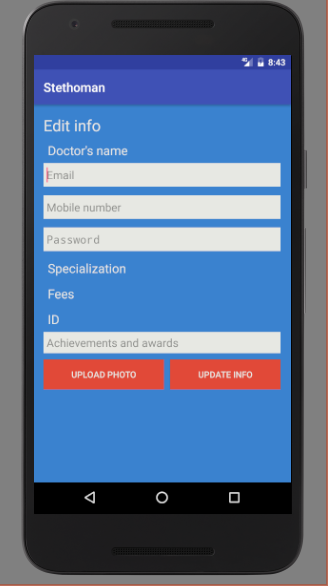 8:43
Stethoman
Edit info
Doctor's name
Email
Mobile number
Password
Specialization
Fees
ID
Achievements and awards
UPLOAD PHOTO UPDATE INFO